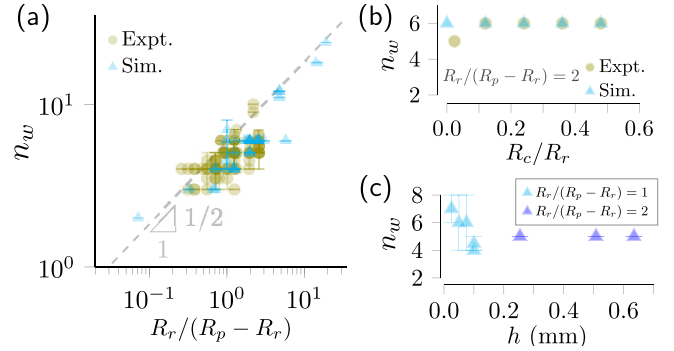 (a)
Expt.
Sim.
n_w
10^1
10^0
1/2
1
10^{-1} 10^0 10^1
R_r/(R_p − R_r)
(b)
n_w
6
4
2
R_r/(R_p − R_r) = 2
Expt.
Sim.
0.0 0.2 0.4 0.6
R_c/R_r
(c)
n_w
8
6
4
2
R_r/(R_p − R_r) = 1
R_r/(R_p − R_r) = 2
0.0 0.2 0.4 0.6
h (mm)